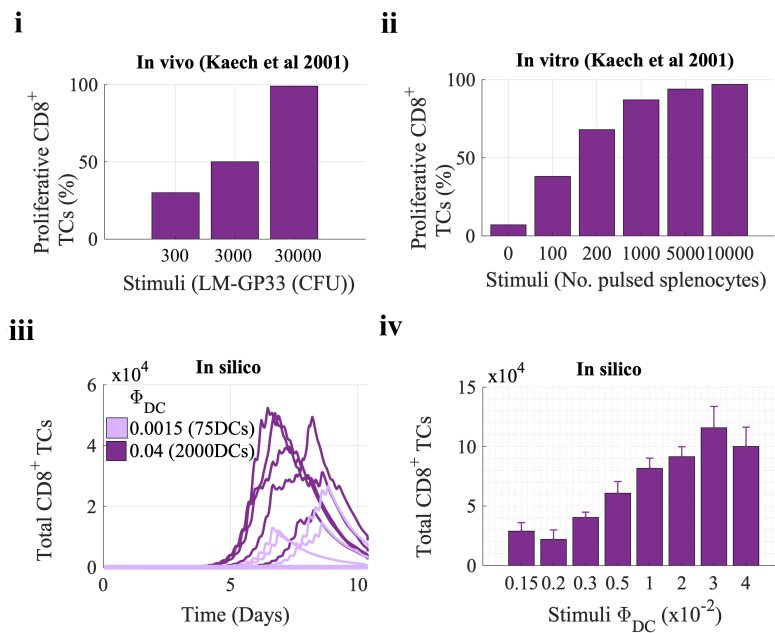 i
In vivo (Kaech et al 2001)
Proliferative CD8+
TCs (%)
100
50
0
300 3000 30000
Stimuli (LM-GP33 (CFU))
ii
In vitro (Kaech et al 2001)
Proliferative CD8+
TCs (%)
100
50
0
0 100 200 1000 5000 10000
Stimuli (No. pulsed splenocytes)
iii
In silico
x10^4
Total CD8+ TCs
6
4
2
0
Φ_DC
0.0015 (75DCs)
0.04 (2000DCs)
0 5 10
Time (Days)
iv
In silico
x10^4
Total CD8+ TCs
15
10
5
0
0.15 0.2 0.3 0.5 1 2 3 4
Stimuli Φ_DC (x10^-2)